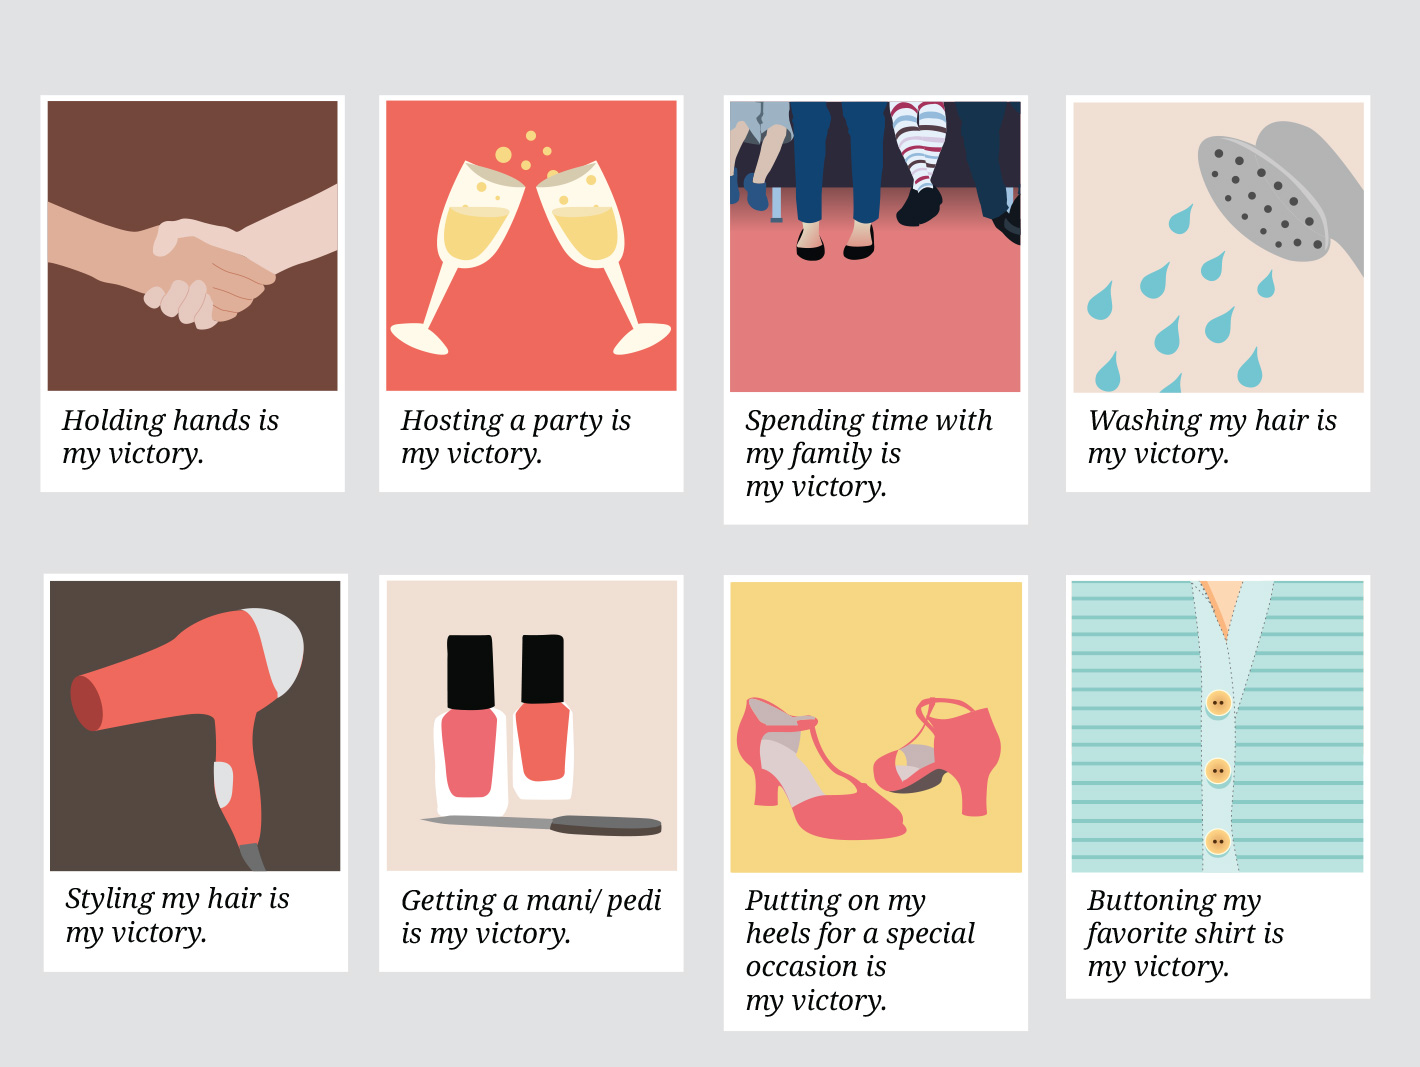 Holding hands is
my victory.
Hosting a party is
my victory.
Spending time with
my family is
my victory.
Washing my hair is
my victory.
Styling my hair is
my victory.
Getting a mani/ pedi
is my victory.
Putting on my
heels for a special
occasion is
my victory.
Buttoning my
favorite shirt is
my victory.